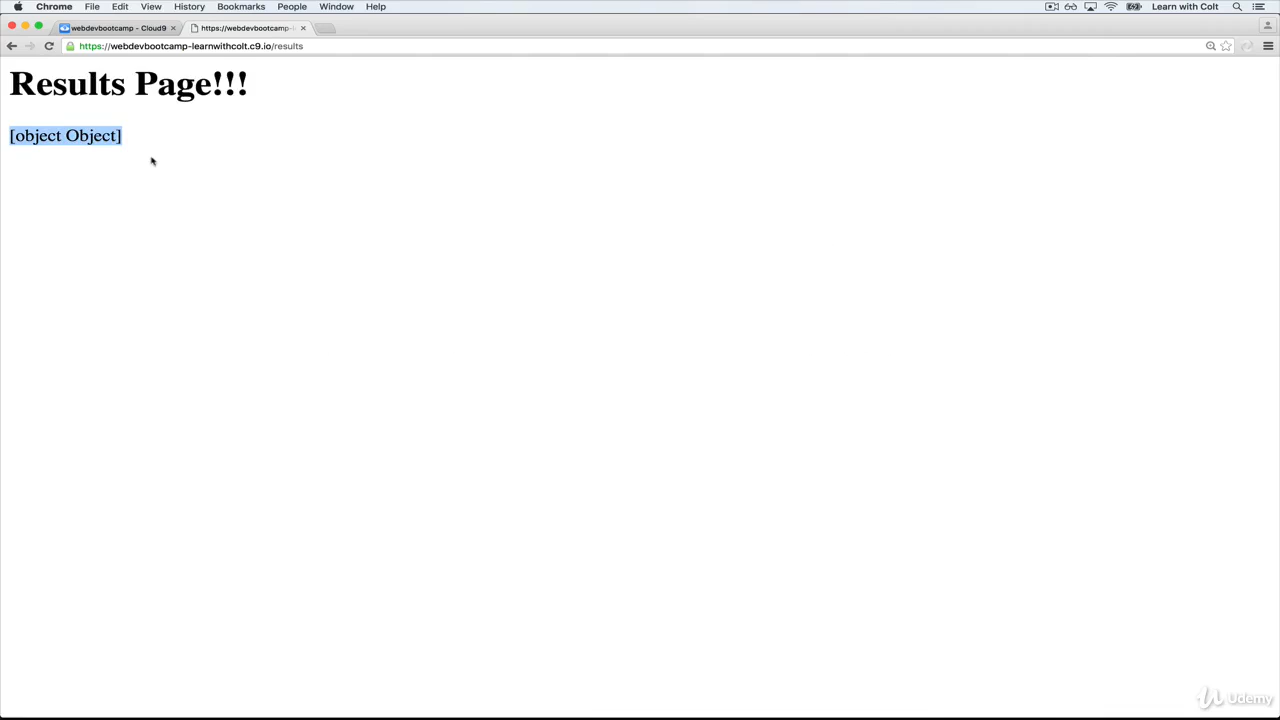 Chrome File Edit View History Bookmarks People Window Help Learn with Colt
webdevbootcamp - Cloud9 × https://webdevbootcamp-l ×
https://webdevbootcamp-learnwithcolt.c9.io/results
Results Page!!!
[object Object]
Udemy